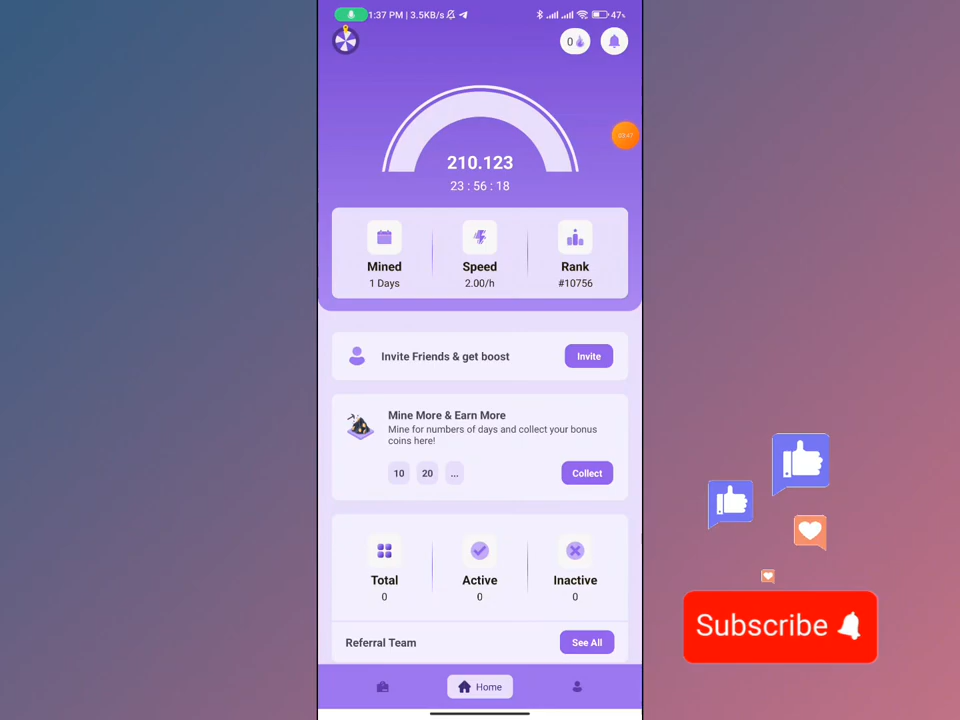 1:37 PM | 3.5KB/s
47%
0
03:47
210.123
23 : 56 : 18
Mined
1 Days
Speed
2.00/h
Rank
#10756
Invite Friends & get boost
Invite
Mine More & Earn More
Mine for numbers of days and collect your bonus
coins here!
10
20
...
Collect
Total
0
Active
0
Inactive
0
Referral Team
See All
Home
Subscribe